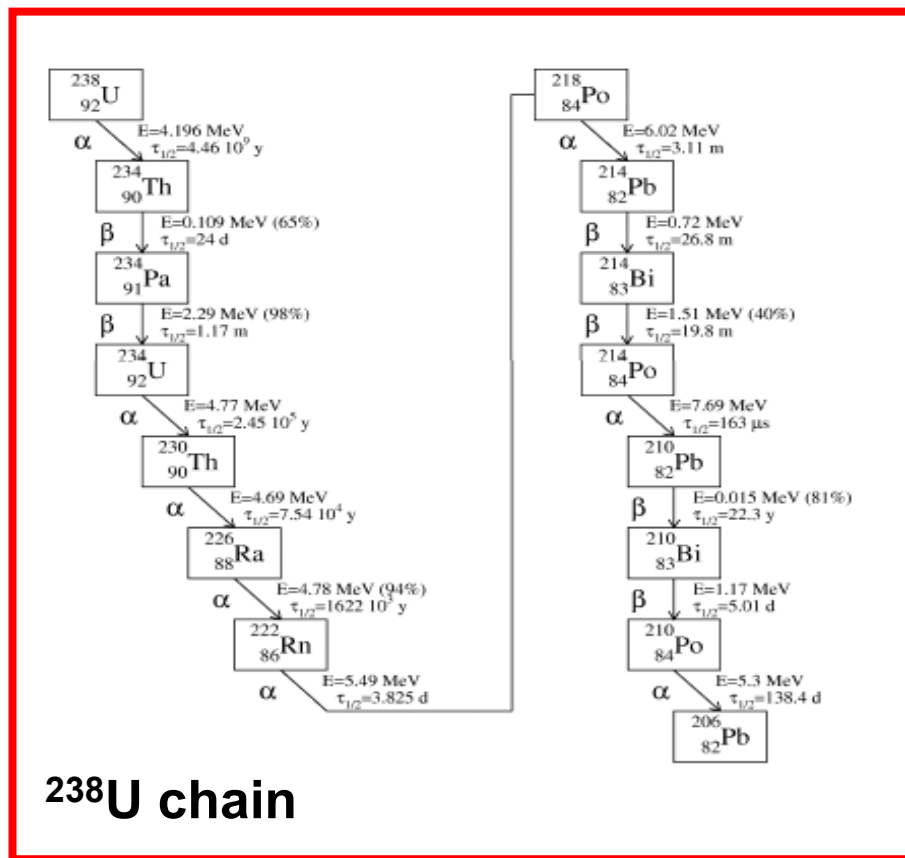 238
92U
α
E=4.196 MeV
τ1/2=4.46 10⁹ y
234
90Th
β
E=0.109 MeV (65%)
τ1/2=24 d
234
91Pa
β
E=2.29 MeV (98%)
τ1/2=1.17 m
234
92U
α
E=4.77 MeV
τ1/2=2.45 10⁵ y
230
90Th
α
E=4.69 MeV
τ1/2=7.54 10⁴ y
226
88Ra
α
E=4.78 MeV (94%)
τ1/2=1622 10³ y
222
86Rn
α
E=5.49 MeV
τ1/2=3.825 d
218
84Po
α
E=6.02 MeV
τ1/2=3.11 m
214
82Pb
β
E=0.72 MeV
τ1/2=26.8 m
214
83Bi
β
E=1.51 MeV (40%)
τ1/2=19.8 m
214
84Po
α
E=7.69 MeV
τ1/2=163 μs
210
82Pb
β
E=0.015 MeV (81%)
τ1/2=22.3 y
210
83Bi
β
E=1.17 MeV
τ1/2=5.01 d
210
84Po
α
E=5.3 MeV
τ1/2=138.4 d
206
82Pb
²³⁸U chain